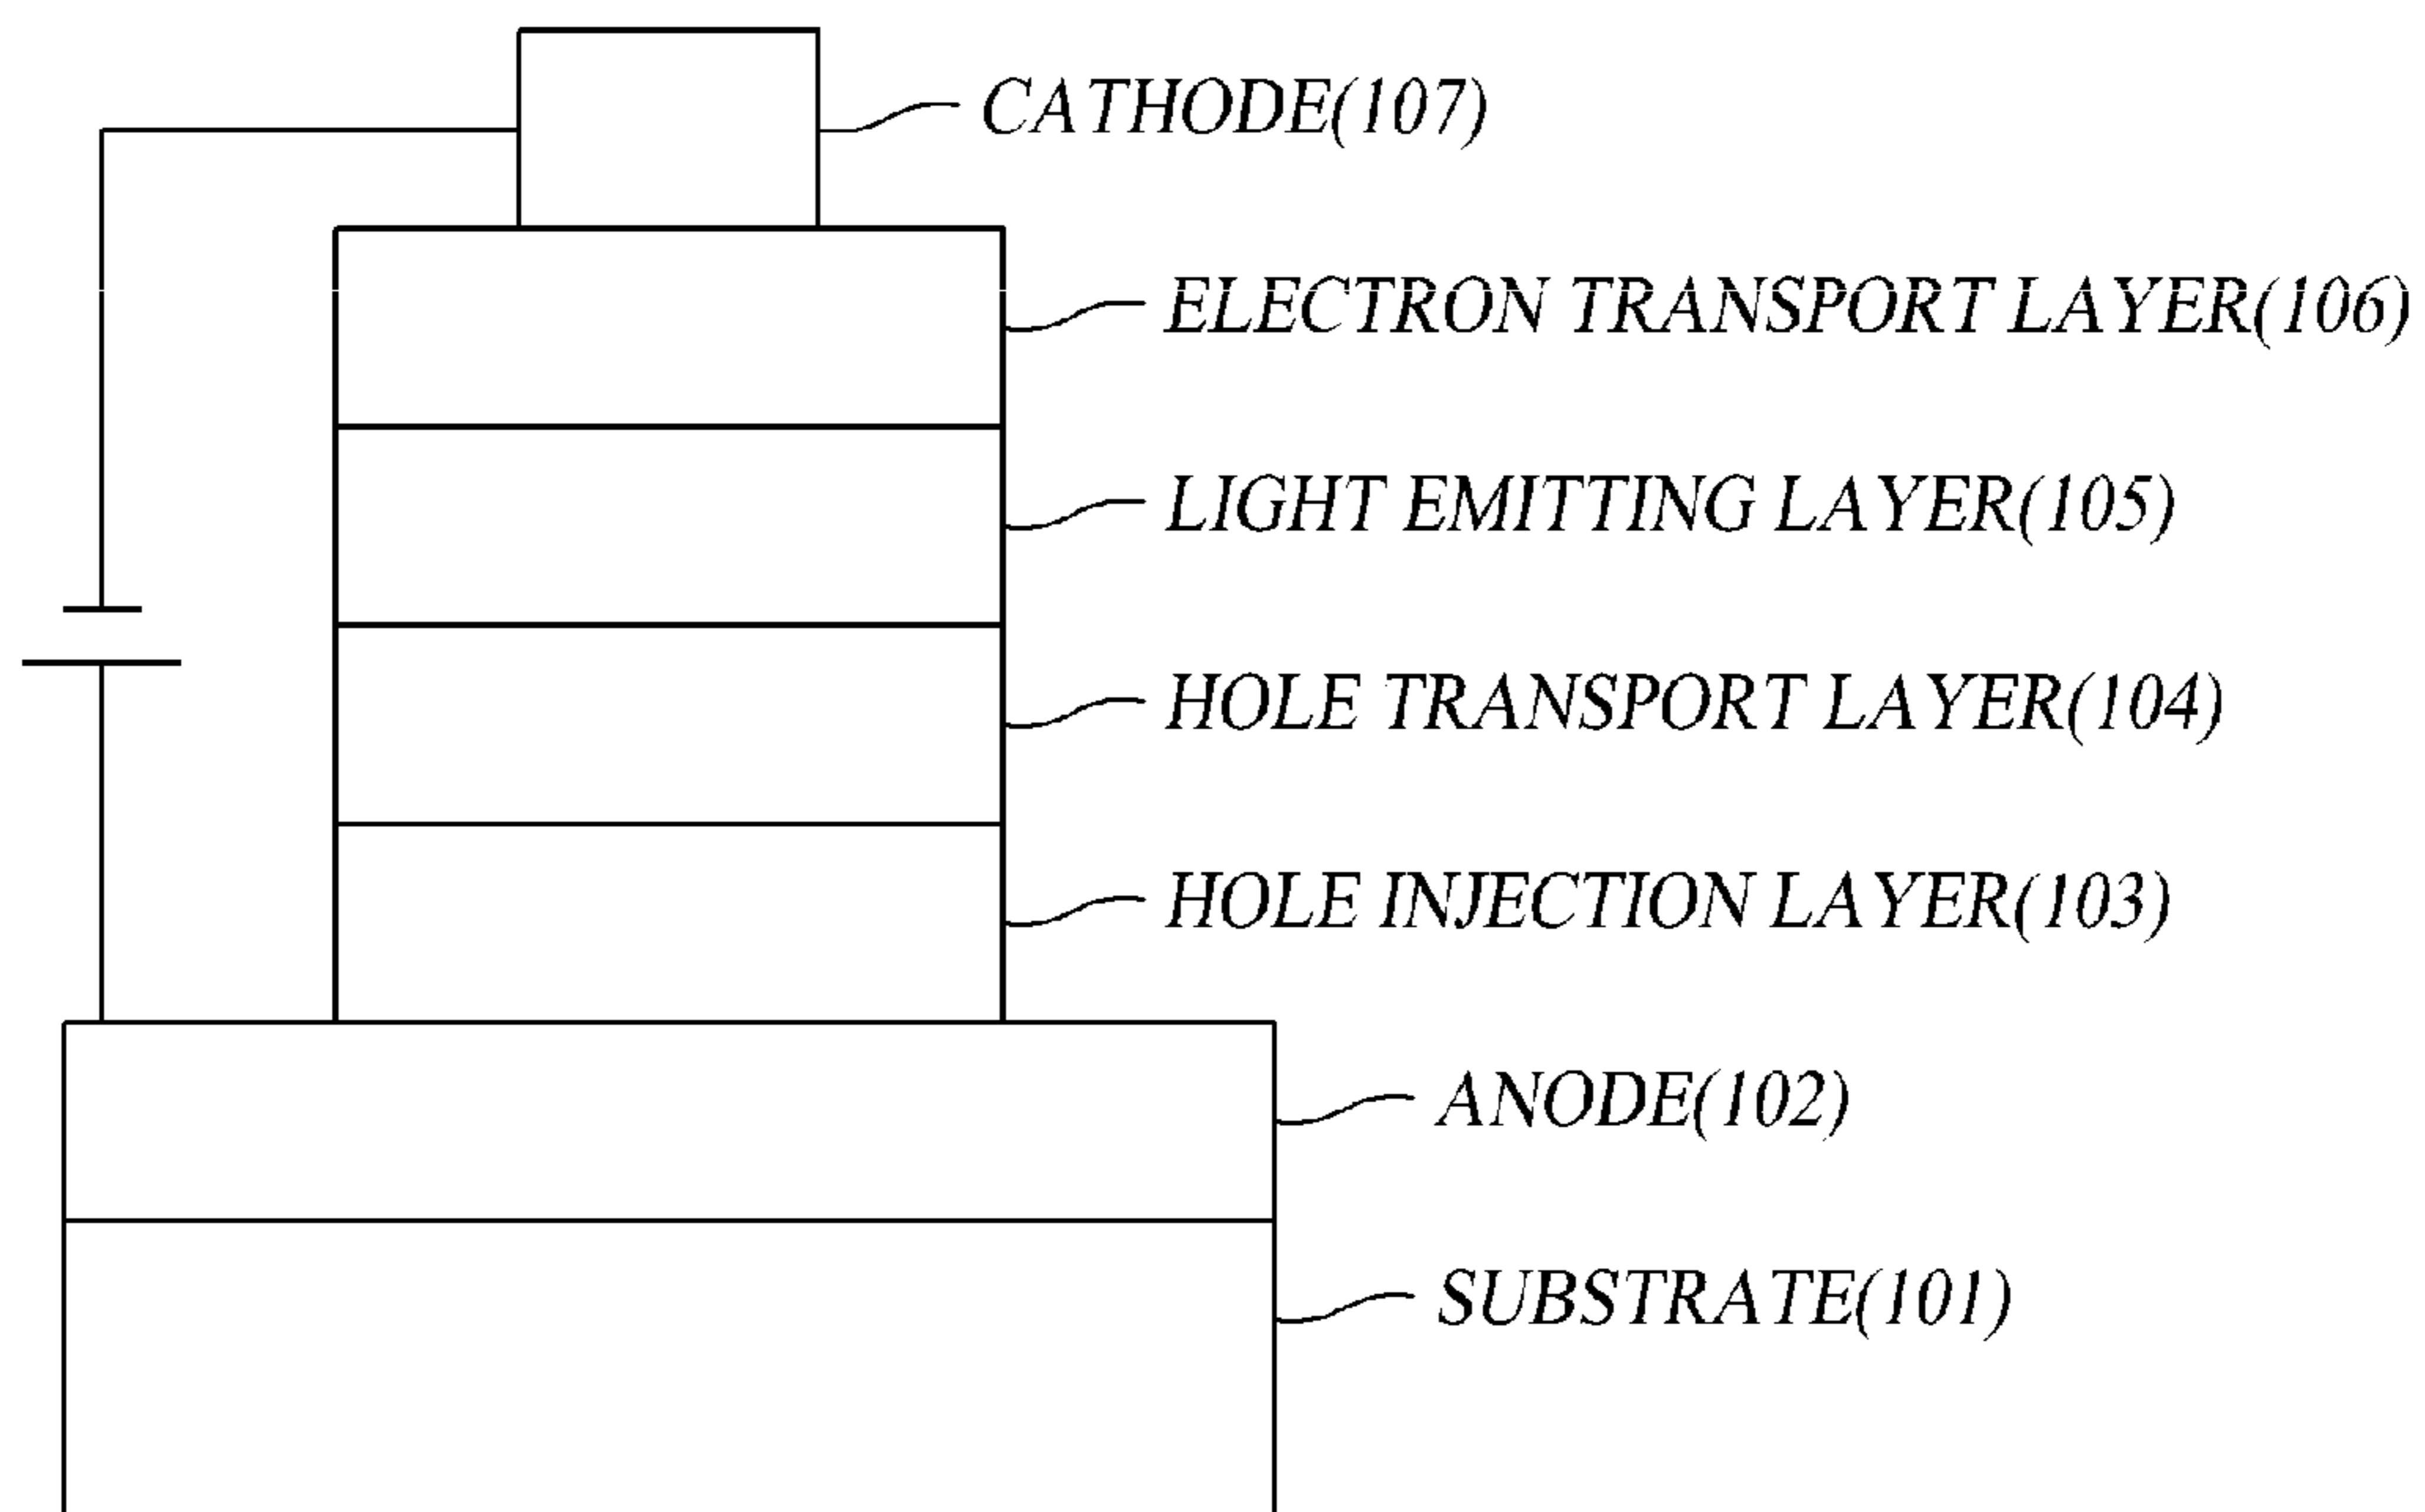 CATHODE(107)
ELECTRON TRANSPORT LAYER(106)
LIGHT EMITTING LAYER(105)
HOLE TRANSPORT LAYER(104)
HOLE INJECTION LAYER(103)
ANODE(102)
SUBSTRATE(101)